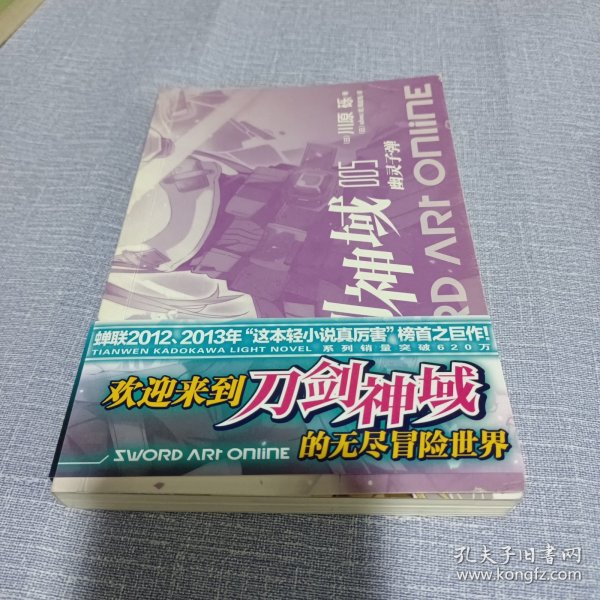 [日] 川原 砾 著
刀剑神域 005
幽灵子弹
SWORD ART ONLINE
蝉联2012、2013年“这本轻小说真厉害”榜首之巨作!
TIANWEN KADOKAWA LIGHT NOVEL 系列销量突破620万
欢迎来到刀剑神域
的无尽冒险世界
SWORD ART ONLINE
孔夫子旧书网
www.kongfz.com